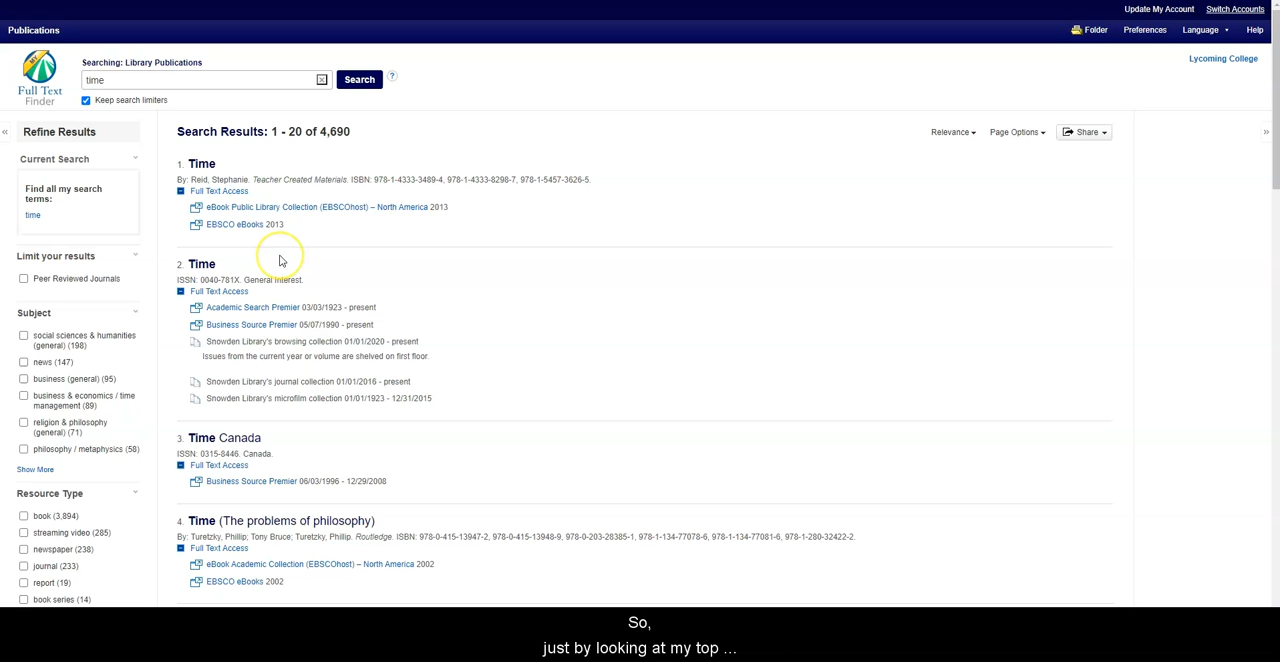 Update My Account Switch Accounts
Publications Folder Preferences Language Help
MY
Full Text
Finder
Searching: Library Publications Lycoming College
time Search ?
Keep search limiters
« Refine Results
Current Search
Find all my search
terms:
time
Limit your results
Peer Reviewed Journals
Subject
social sciences & humanities
(general) (198)
news (147)
business (general) (95)
business & economics / time
management (89)
religion & philosophy
(general) (71)
philosophy / metaphysics (58)
Show More
Resource Type
book (3,894)
streaming video (285)
newspaper (238)
journal (233)
report (19)
book series (14)
Search Results: 1 - 20 of 4,690 Relevance Page Options Share »
1. Time
By: Reid, Stephanie. Teacher Created Materials. ISBN: 978-1-4333-3489-4, 978-1-4333-8298-7, 978-1-5457-3626-5.
Full Text Access
eBook Public Library Collection (EBSCOhost) – North America 2013
EBSCO eBooks 2013
2. Time
ISSN: 0040-781X. General Interest.
Full Text Access
Academic Search Premier 03/03/1923 - present
Business Source Premier 05/07/1990 - present
Snowden Library's browsing collection 01/01/2020 - present
Issues from the current year or volume are shelved on first floor.
Snowden Library's journal collection 01/01/2016 - present
Snowden Library's microfilm collection 01/01/1923 - 12/31/2015
3. Time Canada
ISSN: 0315-8446. Canada.
Full Text Access
Business Source Premier 06/03/1996 - 12/29/2008
4. Time (The problems of philosophy)
By: Turetzky, Phillip; Tony Bruce; Turetzky, Phillip. Routledge. ISBN: 978-0-415-13947-2, 978-0-415-13948-9, 978-0-203-28385-1, 978-1-134-77078-6, 978-1-134-77081-6, 978-1-280-32422-2.
Full Text Access
eBook Academic Collection (EBSCOhost) – North America 2002
EBSCO eBooks 2002
So,
just by looking at my top ...